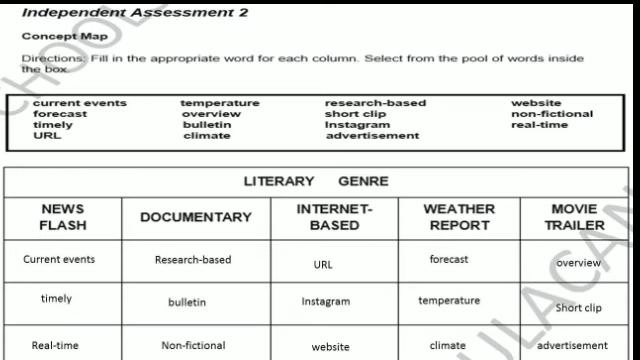 Independent Assessment 2
Concept Map
Directions: Fill in the appropriate word for each column. Select from the pool of words inside
the box.
current events temperature research-based website
forecast overview short clip non-fictional
timely bulletin Instagram real-time
URL climate advertisement
LITERARY GENRE
NEWS FLASH DOCUMENTARY INTERNET-BASED WEATHER REPORT MOVIE TRAILER
Current events Research-based URL forecast overview
timely bulletin Instagram temperature Short clip
Real-time Non-fictional website climate advertisement